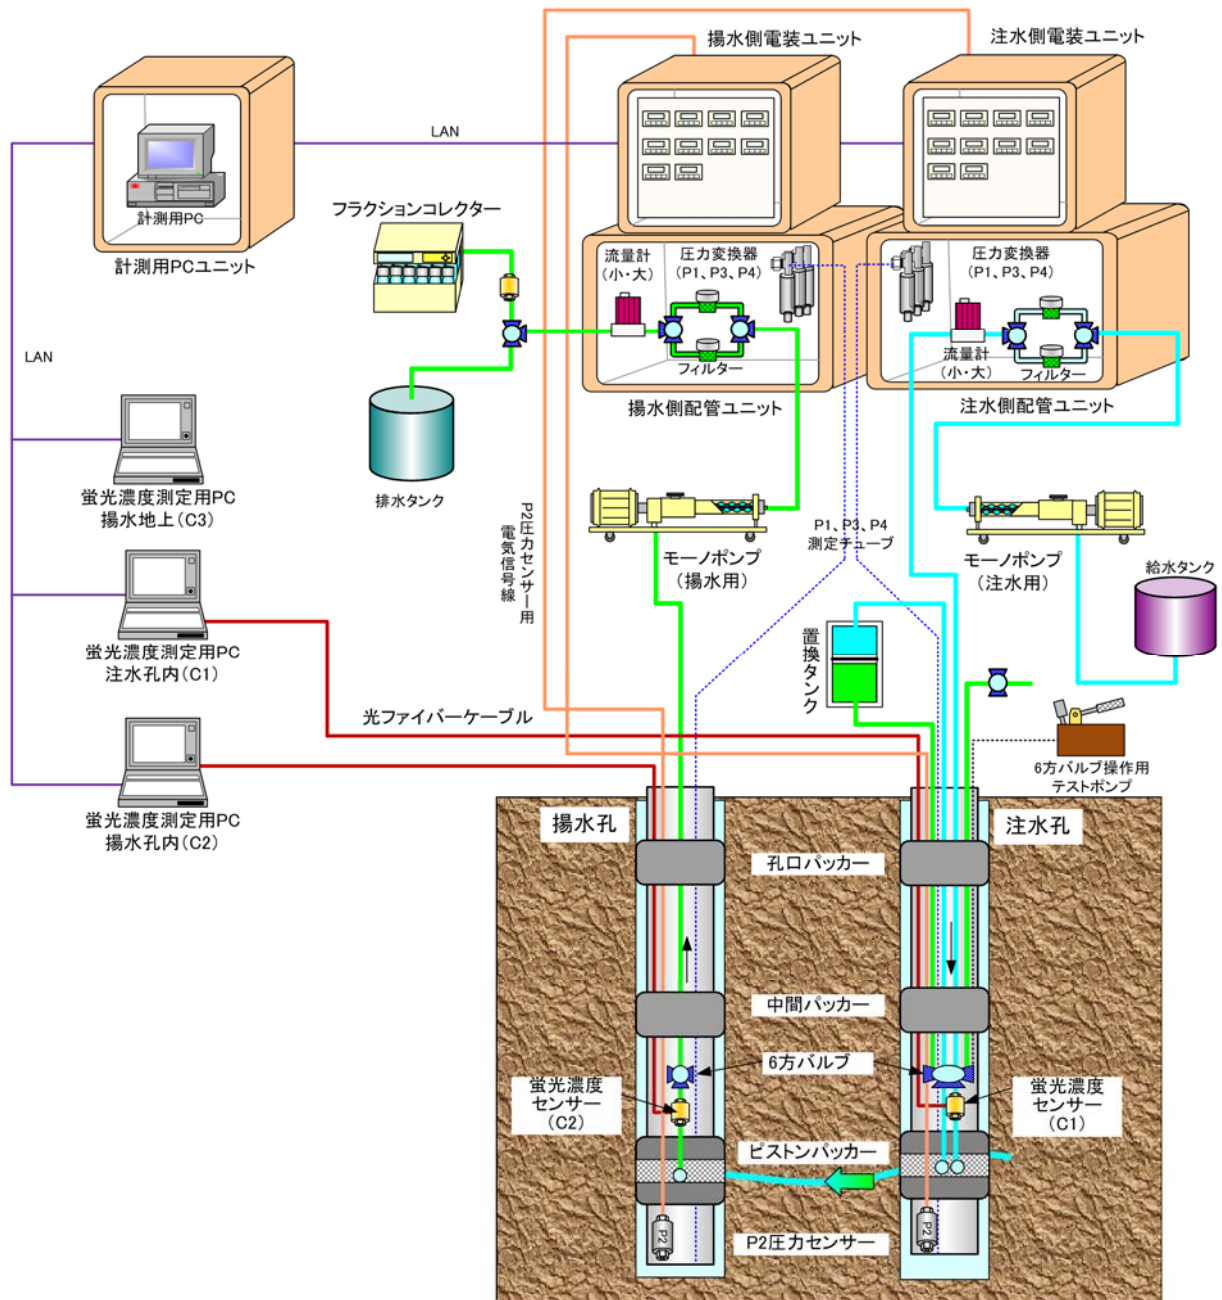 揚水側電装ユニット
注水側電装ユニット
LAN
計測用PC
計測用PCユニット
フラクションコレクター
流量計
(小・大)
圧力変換器
(P1、P3、P4)
フィルター
揚水側配管ユニット
圧力変換器
(P1、P3、P4)
流量計
(小・大)
フィルター
注水側配管ユニット
LAN
排水タンク
蛍光濃度測定用PC
揚水地上(C3)
P2圧力センサー用
電気信号線
モーノポンプ
(揚水用)
P1、P3、P4
測定チューブ
モーノポンプ
(注水用)
給水タンク
蛍光濃度測定用PC
注水孔内(C1)
置換タンク
光ファイバーケーブル
6方バルブ操作用
テストポンプ
蛍光濃度測定用PC
揚水孔内(C2)
揚水孔
注水孔
孔口パッカー
中間パッカー
6方バルブ
蛍光濃度
センサー
(C2)
蛍光濃度
センサー
(C1)
ピストンパッカー
P2
P2圧力センサー
P2